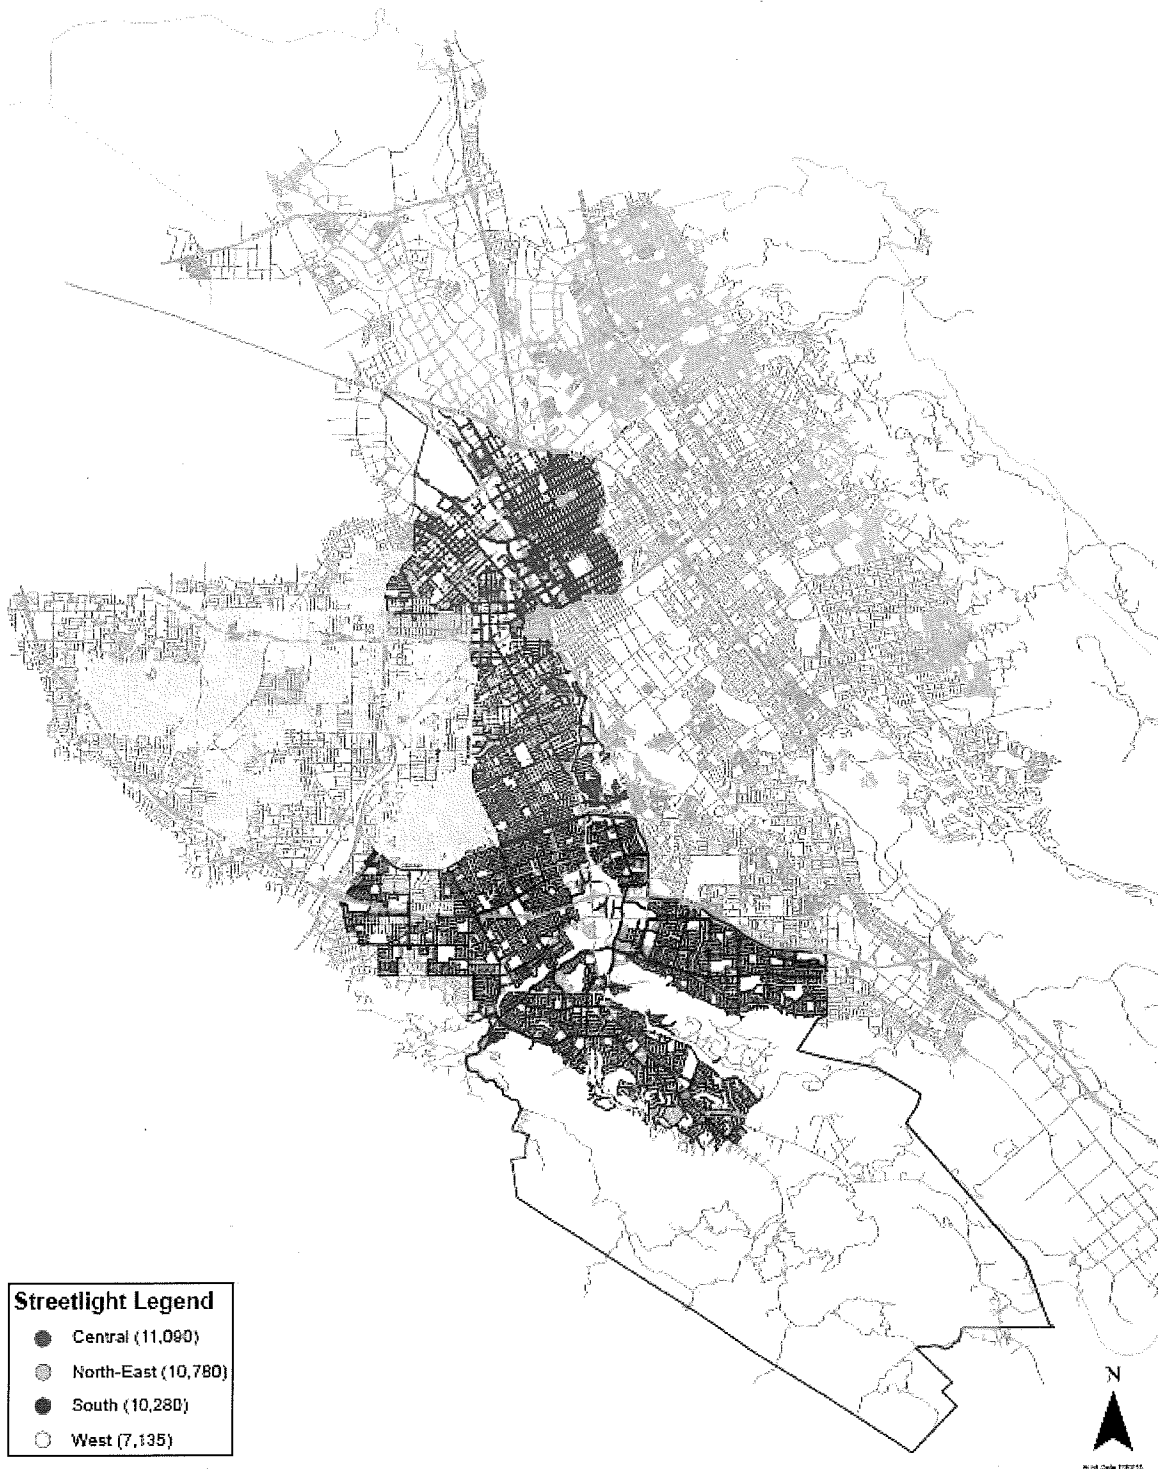 Streetlight Legend
Central (11,090)
North-East (10,780)
South (10,280)
West (7,135)
N